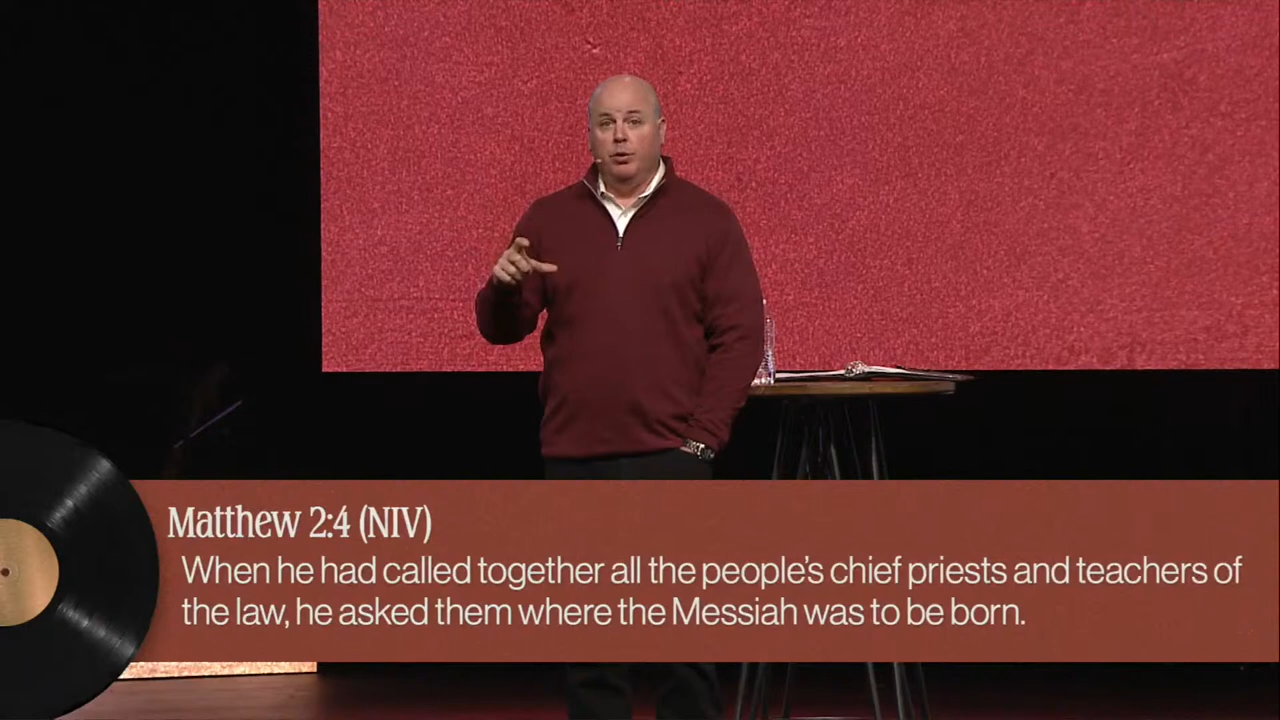 Matthew 2:4 (NIV)
When he had called together all the people's chief priests and teachers of
the law, he asked them where the Messiah was to be born.